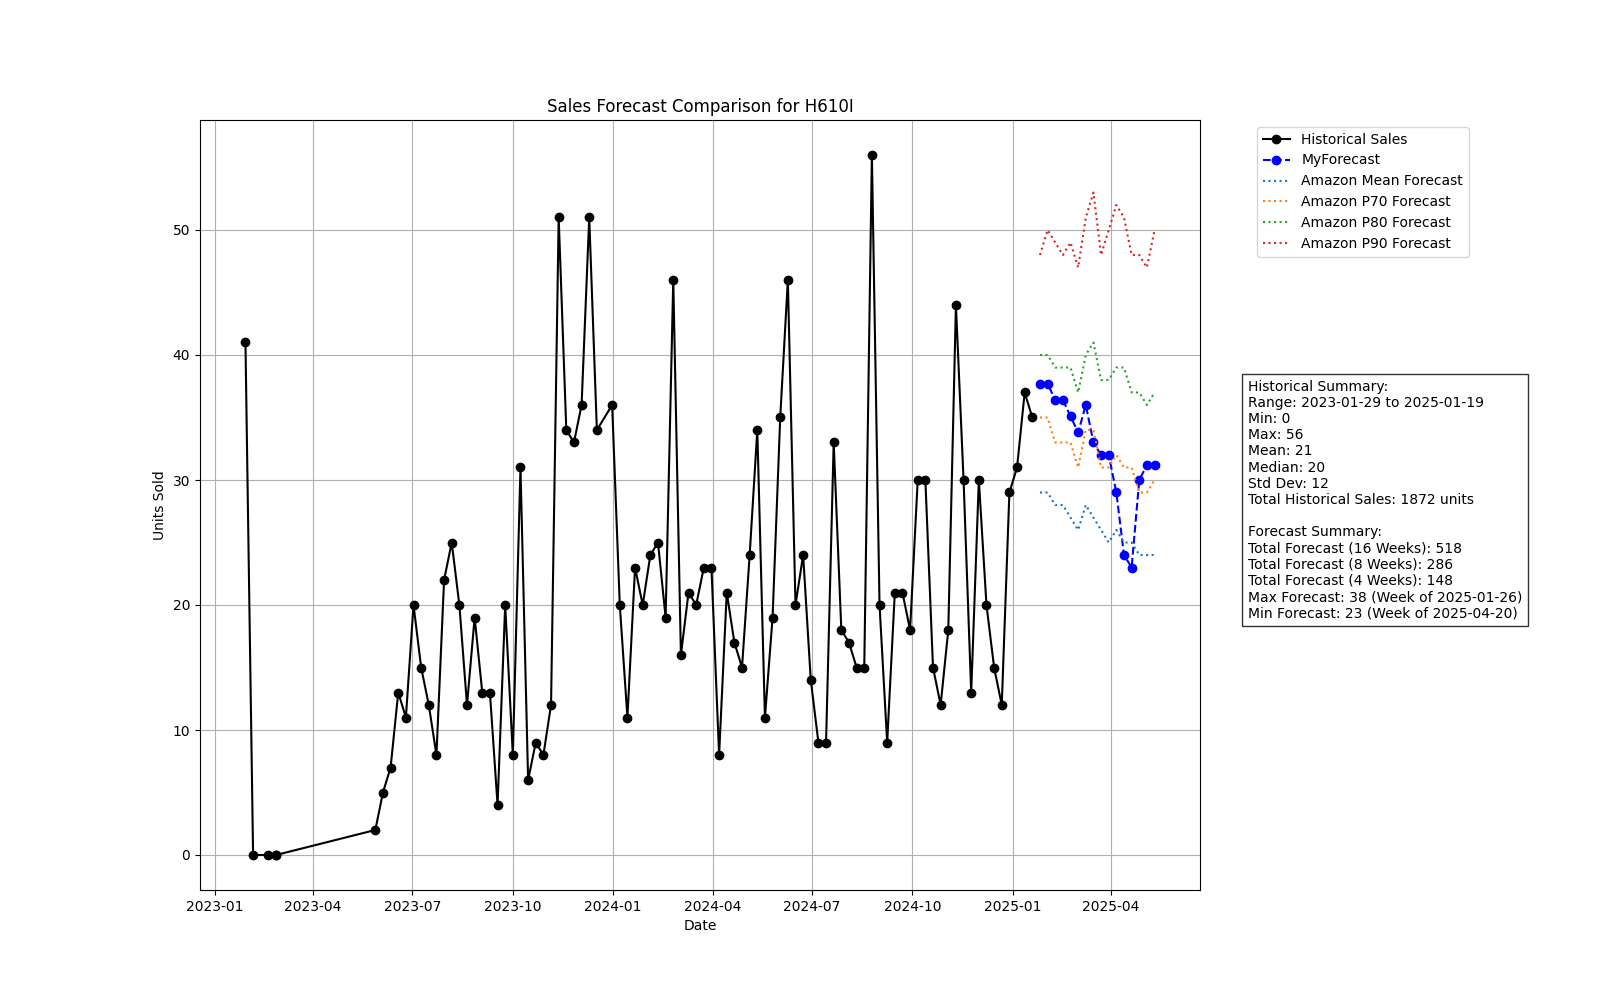 Sales Forecast Comparison for H610I
Units Sold
50
40
30
20
10
0
2023-01
2023-04
2023-07
2023-10
2024-01
2024-04
2024-07
2024-10
2025-01
2025-04
Date
Historical Sales
MyForecast
Amazon Mean Forecast
Amazon P70 Forecast
Amazon P80 Forecast
Amazon P90 Forecast
Historical Summary:
Range: 2023-01-29 to 2025-01-19
Min: 0
Max: 56
Mean: 21
Median: 20
Std Dev: 12
Total Historical Sales: 1872 units
Forecast Summary:
Total Forecast (16 Weeks): 518
Total Forecast (8 Weeks): 286
Total Forecast (4 Weeks): 148
Max Forecast: 38 (Week of 2025-01-26)
Min Forecast: 23 (Week of 2025-04-20)